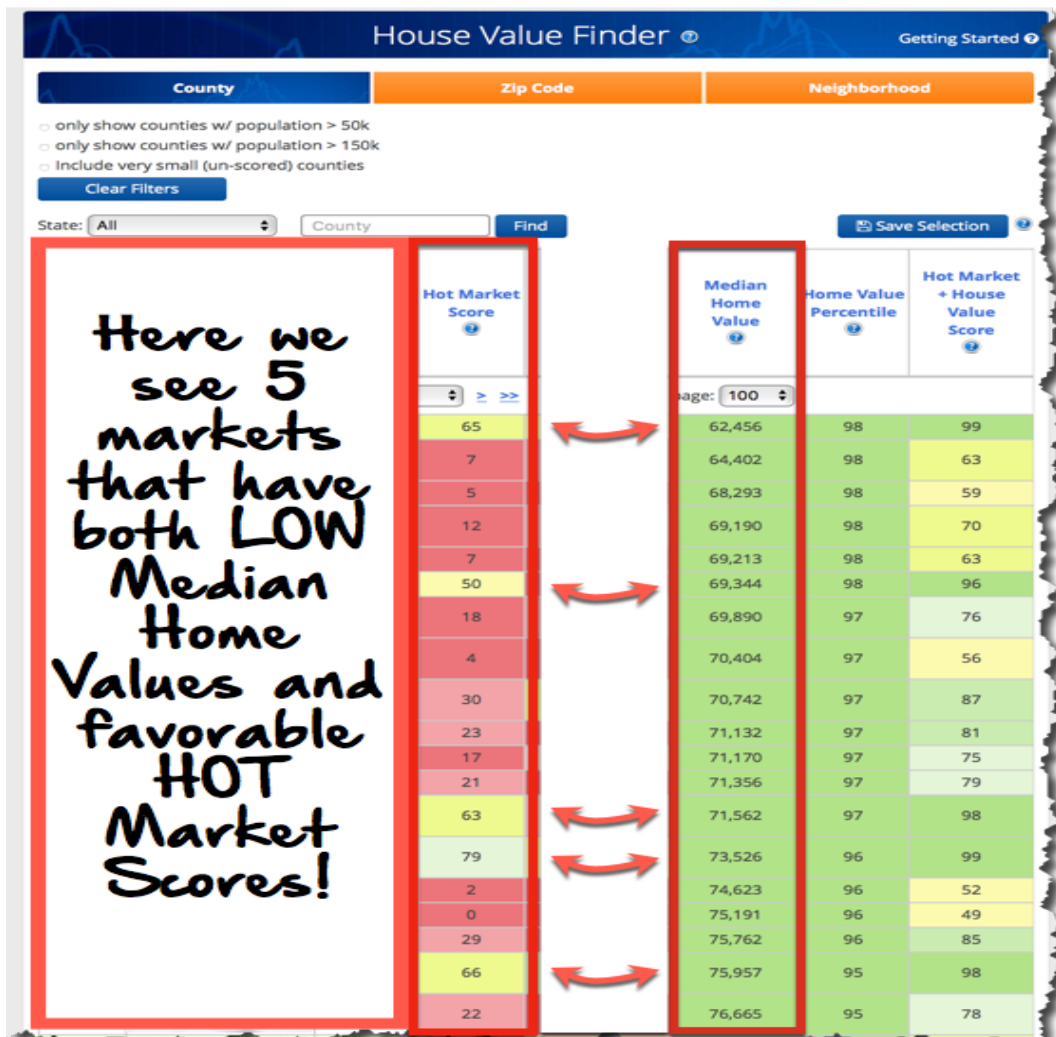 House Value Finder
Getting Started
County Zip Code Neighborhood
only show counties w/ population > 50k
only show counties w/ population > 150k
Include very small (un-scored) counties
Clear Filters
State: All County Find Save Selection
Here we
see 5
markets
that have
both LOW
Median
Home
Values and
favorable
HOT
Market
Scores!
Hot Market
Score
Median
Home
Value
Home Value
Percentile
Hot Market
+ House
Value
Score
> >> page: 100
65 62,456 98 99
7 64,402 98 63
5 68,293 98 59
12 69,190 98 70
7 69,213 98 63
50 69,344 98 96
18 69,890 97 76
4 70,404 97 56
30 70,742 97 87
23 71,132 97 81
17 71,170 97 75
21 71,356 97 79
63 71,562 97 98
79 73,526 96 99
2 74,623 96 52
0 75,191 96 49
29 75,762 96 85
66 75,957 95 98
22 76,665 95 78